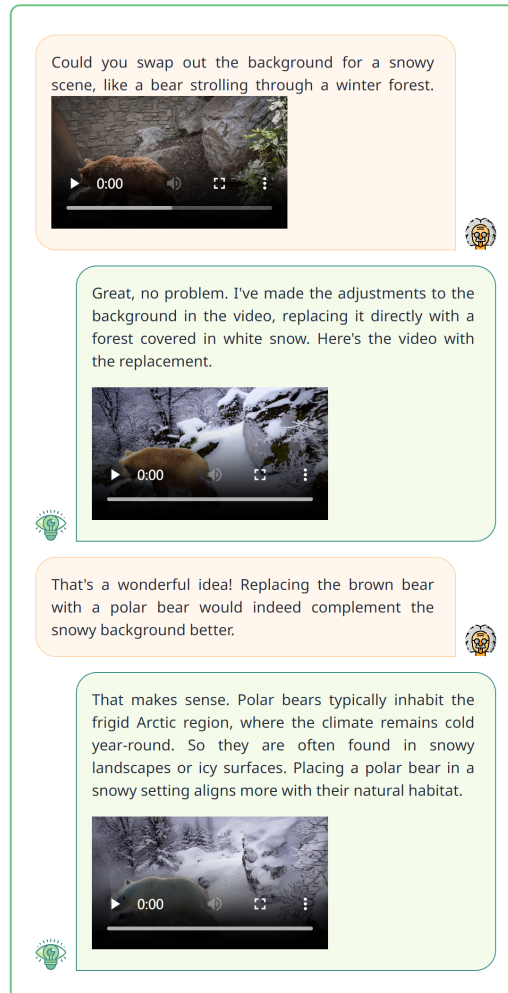 Could you swap out the background for a snowy
scene, like a bear strolling through a winter forest.
0:00
Great, no problem. I've made the adjustments to the
background in the video, replacing it directly with a
forest covered in white snow. Here's the video with
the replacement.
0:00
That's a wonderful idea! Replacing the brown bear
with a polar bear would indeed complement the
snowy background better.
That makes sense. Polar bears typically inhabit the
frigid Arctic region, where the climate remains cold
year-round. So they are often found in snowy
landscapes or icy surfaces. Placing a polar bear in a
snowy setting aligns more with their natural habitat.
0:00